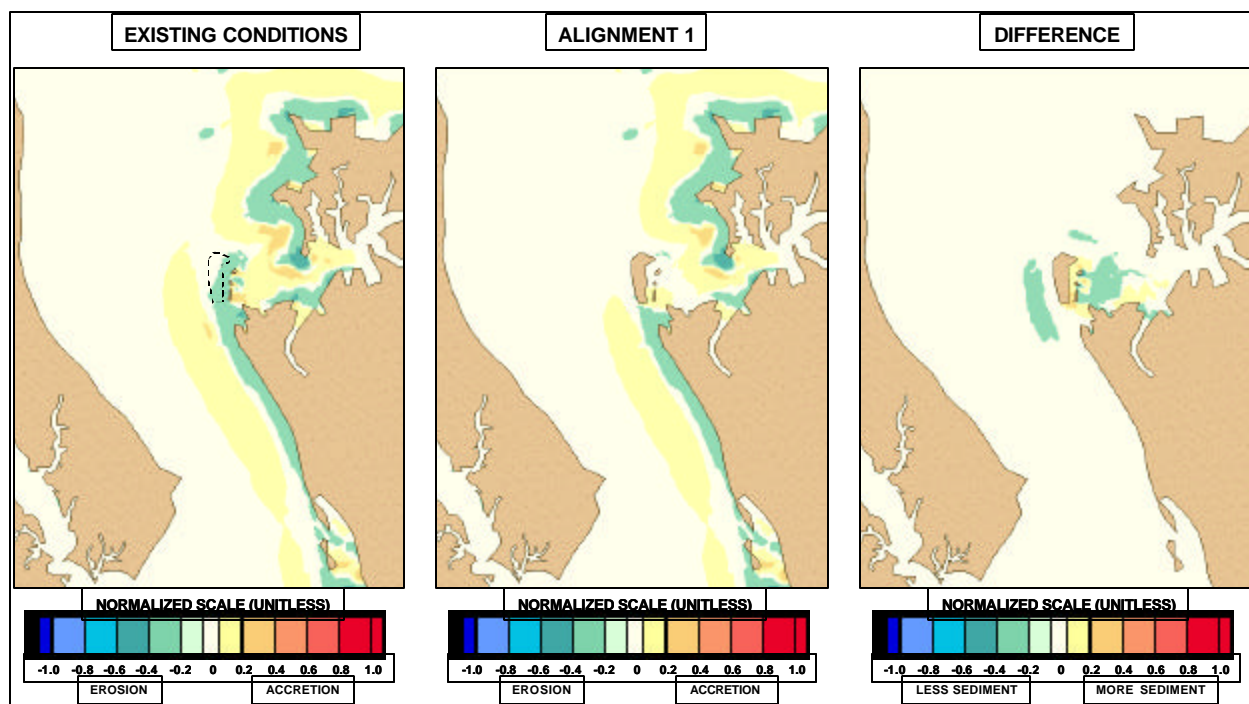 EXISTING CONDITIONS
ALIGNMENT 1
DIFFERENCE
NORMALIZED SCALE (UNITLESS)
-1.0 -0.8 -0.6 -0.4 -0.2 0 0.2 0.4 0.6 0.8 1.0
EROSION ACCRETION
NORMALIZED SCALE (UNITLESS)
-1.0 -0.8 -0.6 -0.4 -0.2 0 0.2 0.4 0.6 0.8 1.0
EROSION ACCRETION
NORMALIZED SCALE (UNITLESS)
-1.0 -0.8 -0.6 -0.4 -0.2 0 0.2 0.4 0.6 0.8 1.0
LESS SEDIMENT MORE SEDIMENT